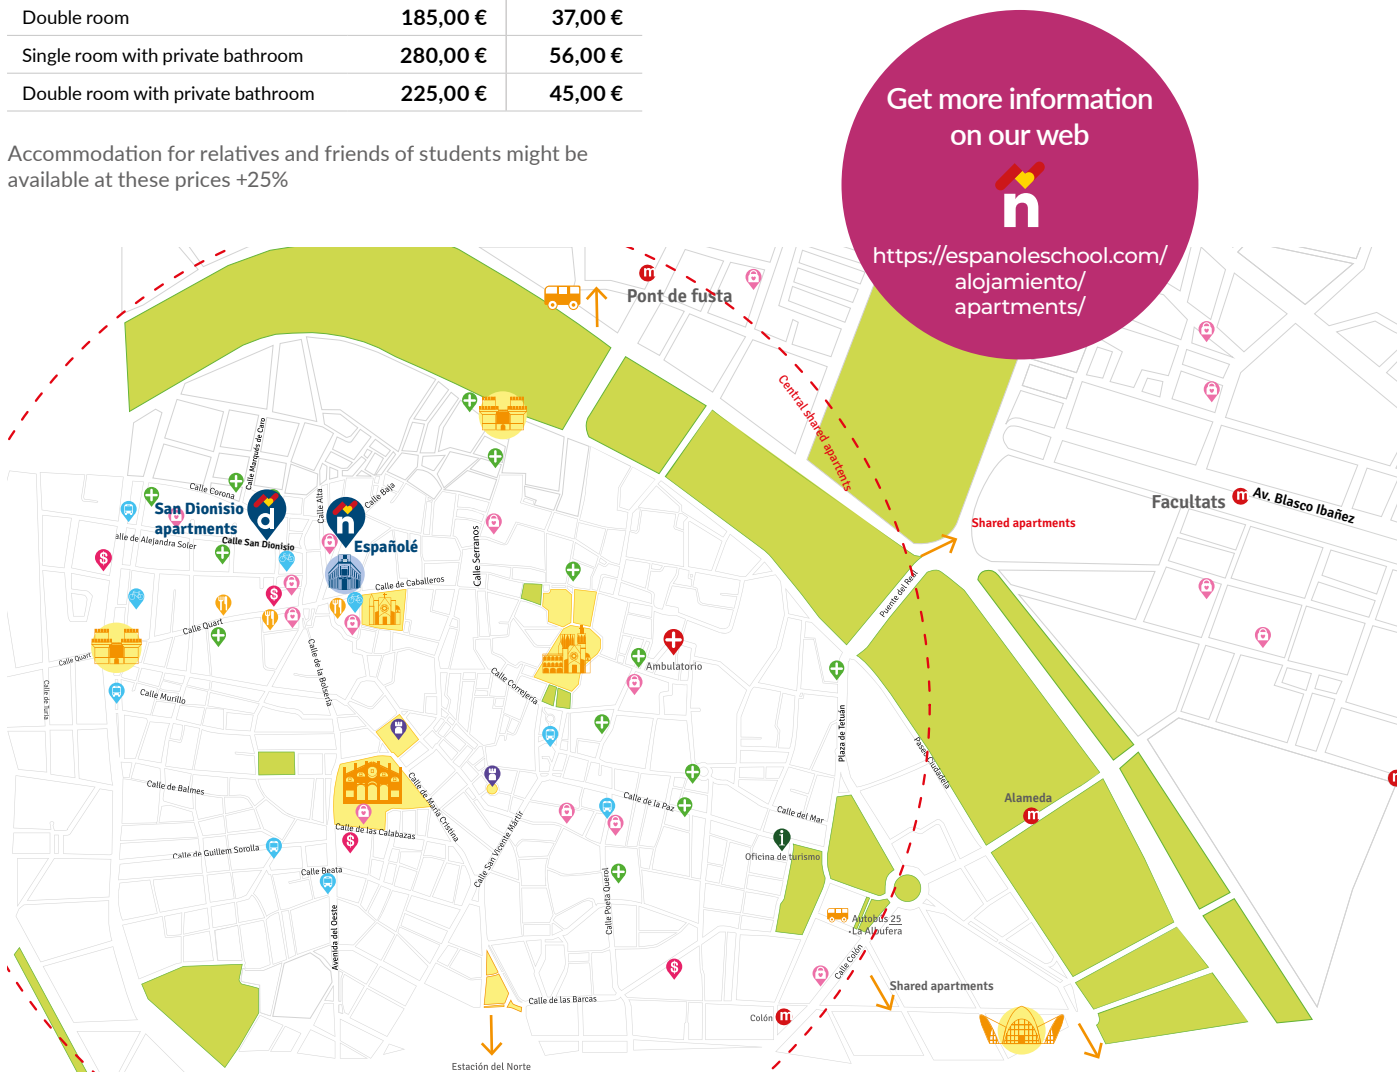 Double room 185,00 € 37,00 €
Single room with private bathroom 280,00 € 56,00 €
Double room with private bathroom 225,00 € 45,00 €
Accommodation for relatives and friends of students might be
available at these prices +25%
Get more information
on our web
n
https://espanoleschool.com/
alojamiento/
apartments/
m
Pont de fusta
Central shared apartents
Calle Marqués de Caro
Calle Corona
Calle Alta
Calle Baja
San Dionisio
apartments
d
n
Españolé
alle de Alejandra Soler
Calle San Dionisio
Calle Serranos
Facultats
m
Av. Blasco Ibañez
Shared apartments
Puente del Real
Calle de Caballeros
$
$
Calle Quart
Calle Quart
Calle de la Bolsería
Calle de Turia
Calle Murillo
Calle Correjería
Ambulatorio
Plaza de Tetuán
Paseo Ciudadela
Calle de Balmes
Calle de María Cristina
Calle de la Paz
Calle del Mar
Alameda
m
m
Calle de las Calabazas
$
Calle San Vicente Mártir
i
Oficina de turismo
Calle de Guillem Sorolla
Calle Beata
Calle Poeta Querol
Avenida del Oeste
Autobús 25
-La Albufera
Calle Colón
$
Shared apartments
Calle de las Barcas
Colón
m
Estación del Norte